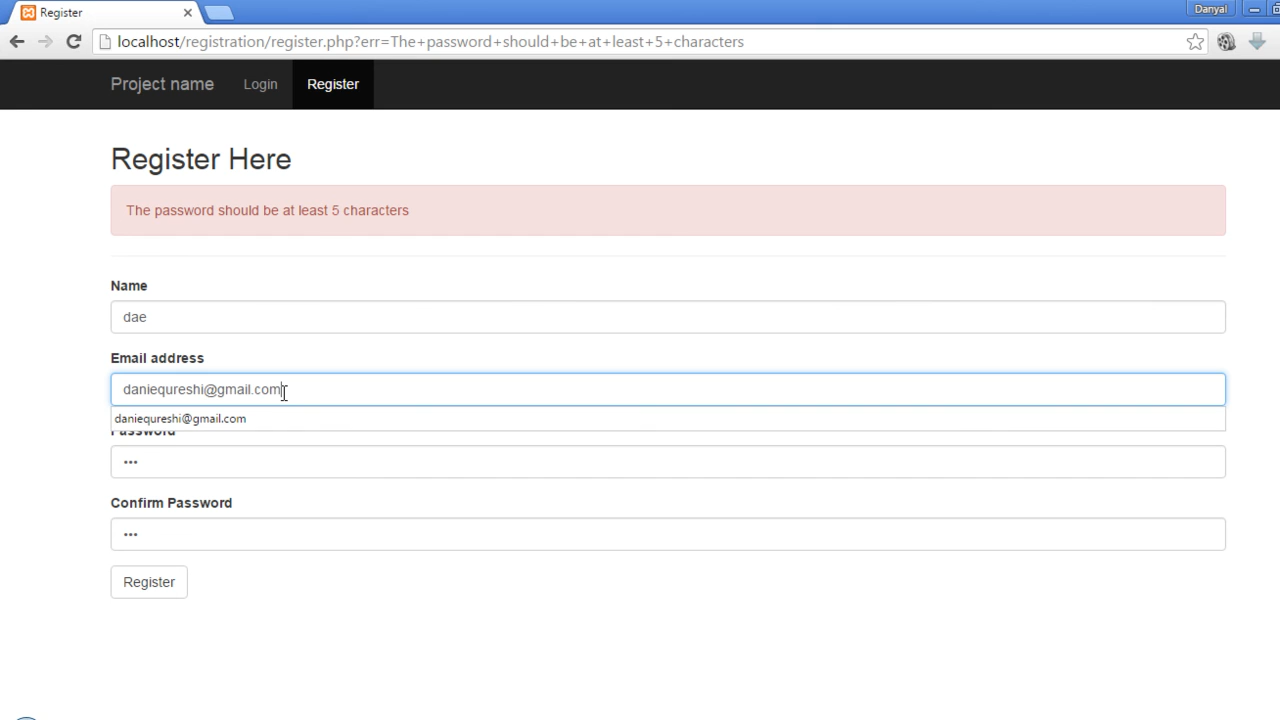 Register
Danyal
localhost/registration/register.php?err=The+password+should+be+at+least+5+characters
Project name Login Register
Register Here
The password should be at least 5 characters
Name
dae
Email address
daniequreshi@gmail.com
daniequreshi@gmail.com
Password
•••
Confirm Password
•••
Register